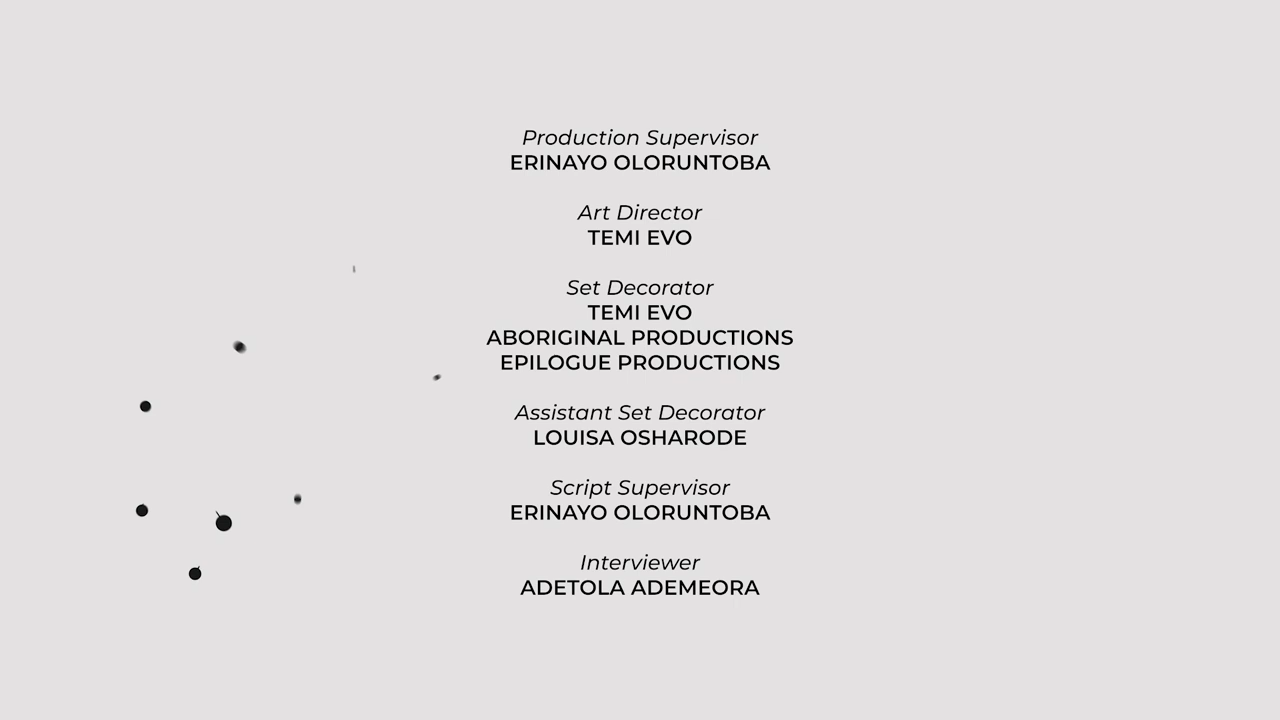 Production Supervisor
ERINAYO OLORUNTOBA
Art Director
TEMI EVO
Set Decorator
TEMI EVO
ABORIGINAL PRODUCTIONS
EPILOGUE PRODUCTIONS
Assistant Set Decorator
LOUISA OSHARODE
Script Supervisor
ERINAYO OLORUNTOBA
Interviewer
ADETOLA ADEMEORA